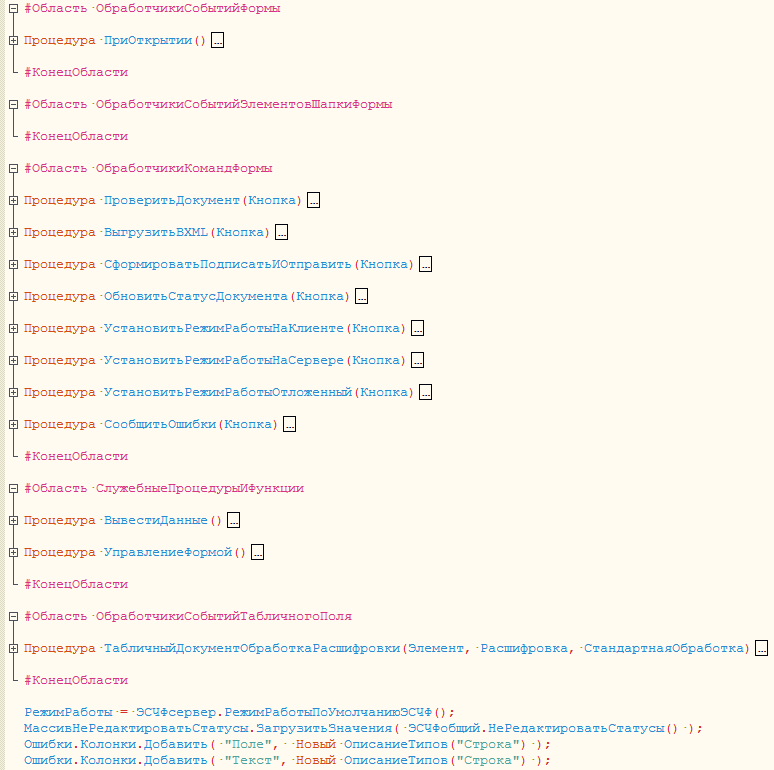 #Область ОбработчикиСобытийФормы
Процедура ПриОткрытии() ...
#КонецОбласти
#Область ОбработчикиСобытийЭлементовШапкиФормы
#КонецОбласти
#Область ОбработчикиКомандФормы
Процедура ПроверитьДокумент(Кнопка) ...
Процедура ВыгрузитьВXML(Кнопка) ...
Процедура СформироватьПодписатьИОтправить(Кнопка) ...
Процедура ОбновитьСтатусДокумента(Кнопка) ...
Процедура УстановитьРежимРаботыНаКлиенте(Кнопка) ...
Процедура УстановитьРежимРаботыНаСервере(Кнопка) ...
Процедура УстановитьРежимРаботыОтложенный(Кнопка) ...
Процедура СообщитьОшибки(Кнопка) ...
#КонецОбласти
#Область СлужебныеПроцедурыИФункции
Процедура ВывестиДанные() ...
Процедура УправлениеФормой() ...
#КонецОбласти
#Область ОбработчикиСобытийТабличногоПоля
Процедура ТабличныйДокументОбработкаРасшифровки(Элемент, Расшифровка, СтандартнаяОбработка) ...
#КонецОбласти
РежимРаботы = ЭСЧФсервер.РежимРаботыПоУмолчаниюЭСЧФ();
МассивНеРедактироватьСтатусы.ЗагрузитьЗначения( ЭСЧФобщий.НеРедактироватьСтатусы() );
Ошибки.Колонки.Добавить( "Поле",  Новый ОписаниеТипов("Строка") );
Ошибки.Колонки.Добавить( "Текст", Новый ОписаниеТипов("Строка") );